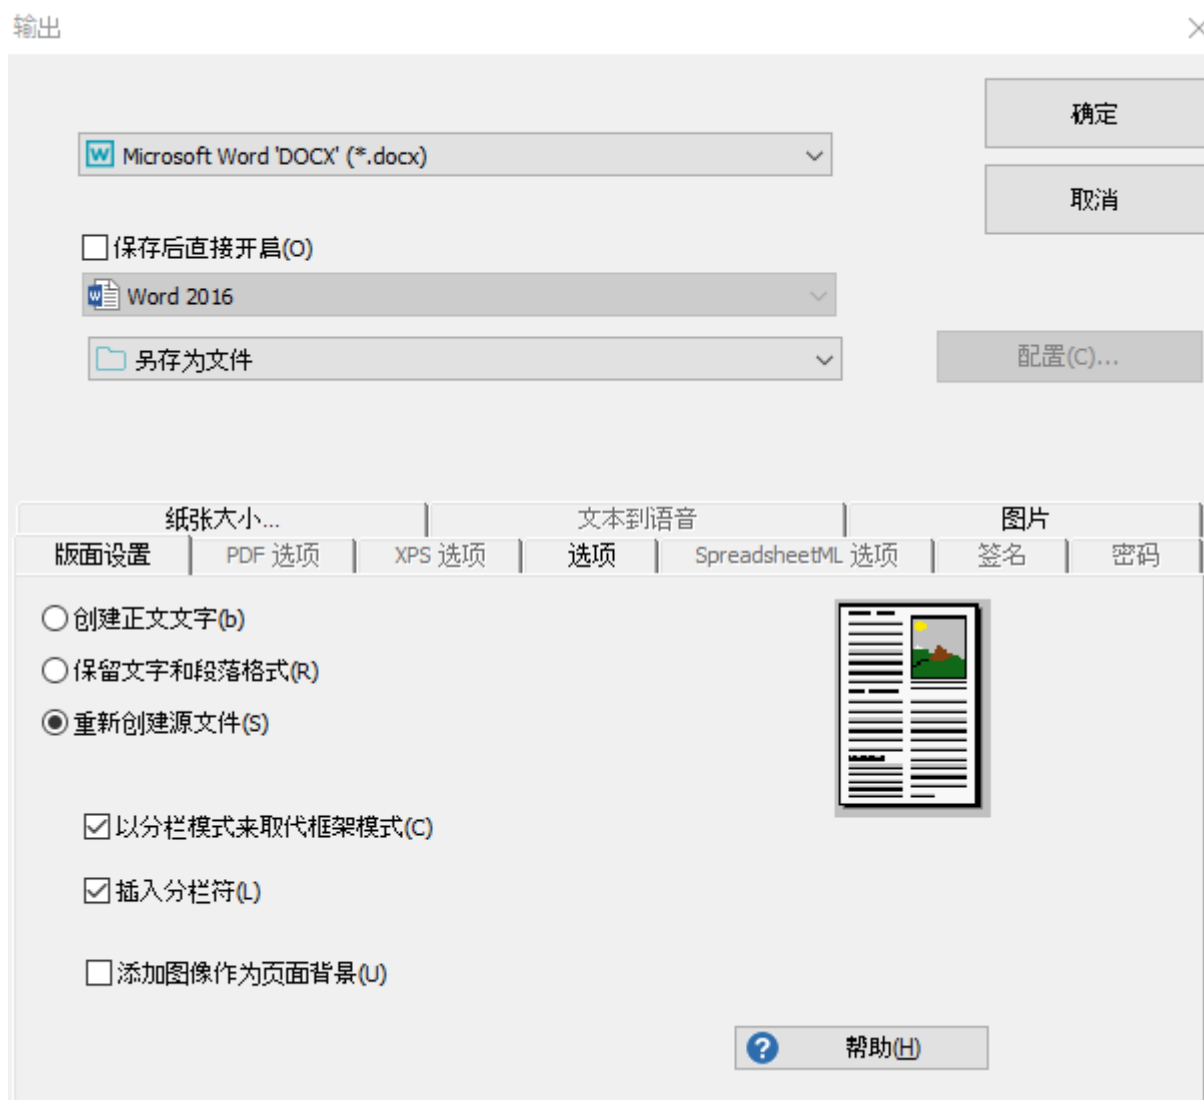 输出
确定
Microsoft Word 'DOCX' (*.docx)
取消
保存后直接开启(O)
Word 2016
另存为文件
配置(C)...
纸张大小... 文本到语音 图片
版面设置 PDF 选项 XPS 选项 选项 SpreadsheetML 选项 签名 密码
创建正文文字(b)
保留文字和段落格式(R)
重新创建源文件(S)
以分栏模式来取代框架模式(C)
插入分栏符(L)
添加图像作为页面背景(U)
帮助(H)